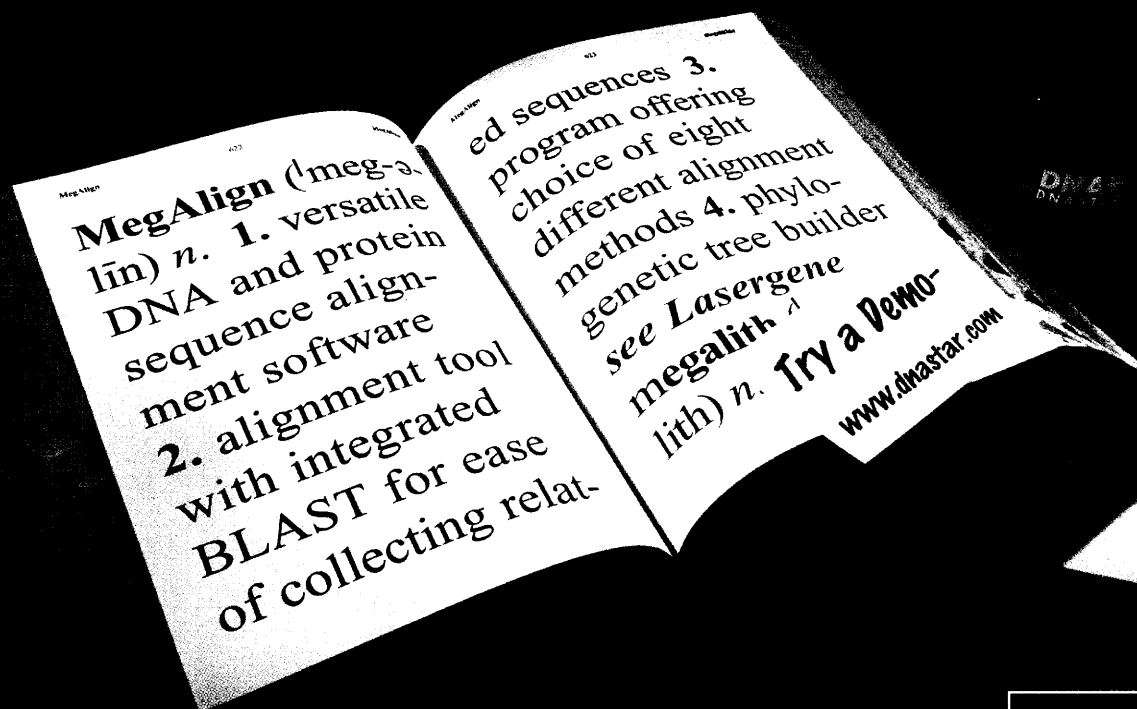 MegAlign
622
MegAlign (ˈmeg-ə-
līn) n. 1. versatile
DNA and protein
sequence align-
ment software
2. alignment tool
with integrated
BLAST for ease
of collecting relat-
MegAlign
ed sequences 3.
program offering
choice of eight
different alignment
methods 4. phylo-
genetic tree builder
see Lasergene
megalith
lith) n.
Try a Demo-
www.dnastar.com